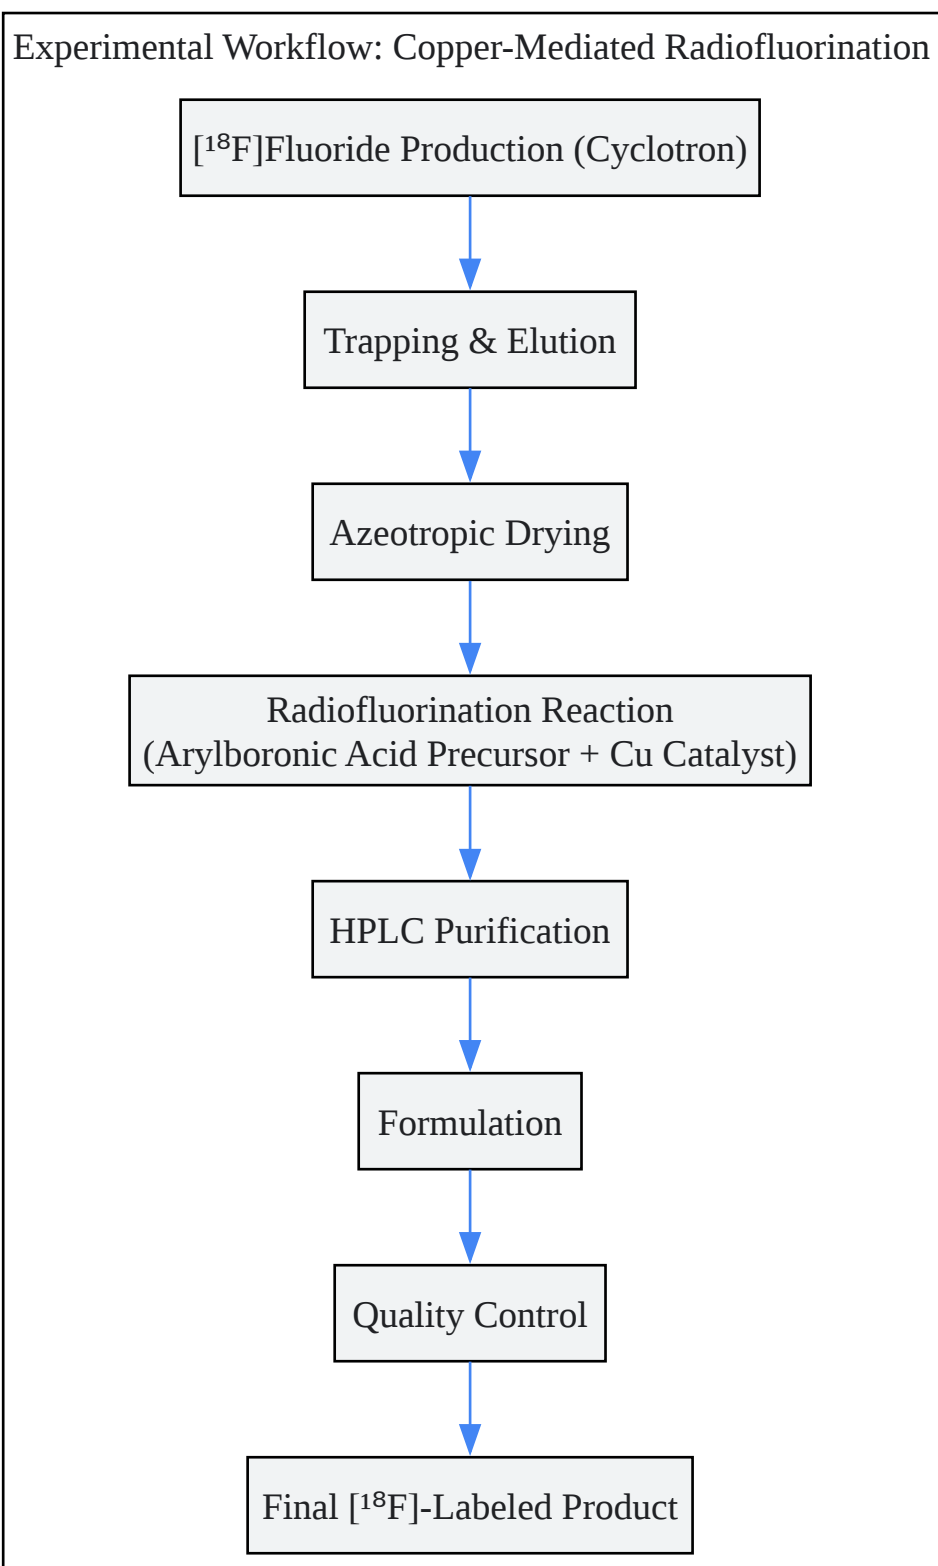 Experimental Workflow: Copper-Mediated Radiofluorination
[¹⁸F]Fluoride Production (Cyclotron)
Trapping & Elution
Azeotropic Drying
Radiofluorination Reaction
(Arylboronic Acid Precursor + Cu Catalyst)
HPLC Purification
Formulation
Quality Control
Final [¹⁸F]-Labeled Product